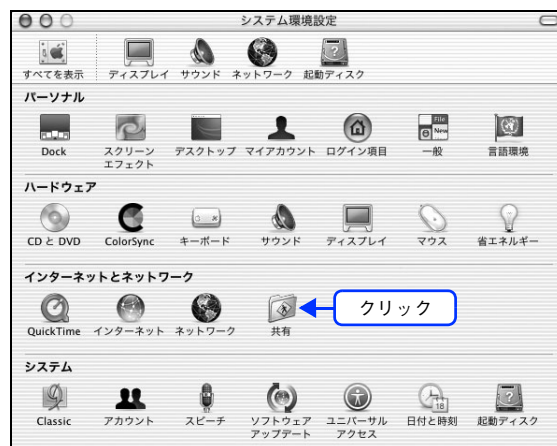 システム環境設定
すべてを表示 ディスプレイ サウンド ネットワーク 起動ディスク
パーソナル
Dock スクリーン エフェクト デスクトップ マイアカウント ログイン項目 一般 言語環境
File
New
ハードウェア
CD と DVD ColorSync キーボード サウンド ディスプレイ マウス 省エネルギー
インターネットとネットワーク
クリック
QuickTime インターネット ネットワーク 共有
システム
18
Classic アカウント スピーチ ソフトウェア アップデート ユニバーサル アクセス 日付と時刻 起動ディスク